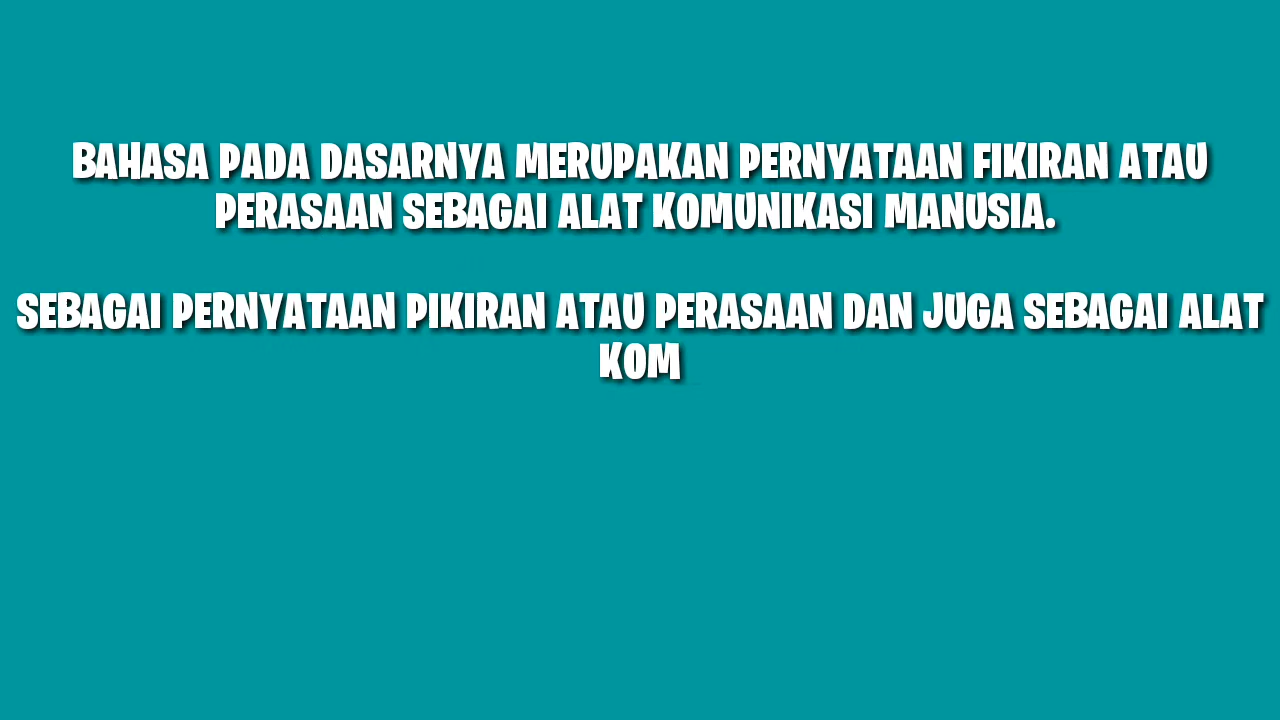 BAHASA PADA DASARNYA MERUPAKAN PERNYATAAN FIKIRAN ATAU
PERASAAN SEBAGAI ALAT KOMUNIKASI MANUSIA.
SEBAGAI PERNYATAAN PIKIRAN ATAU PERASAAN DAN JUGA SEBAGAI ALAT
KOM